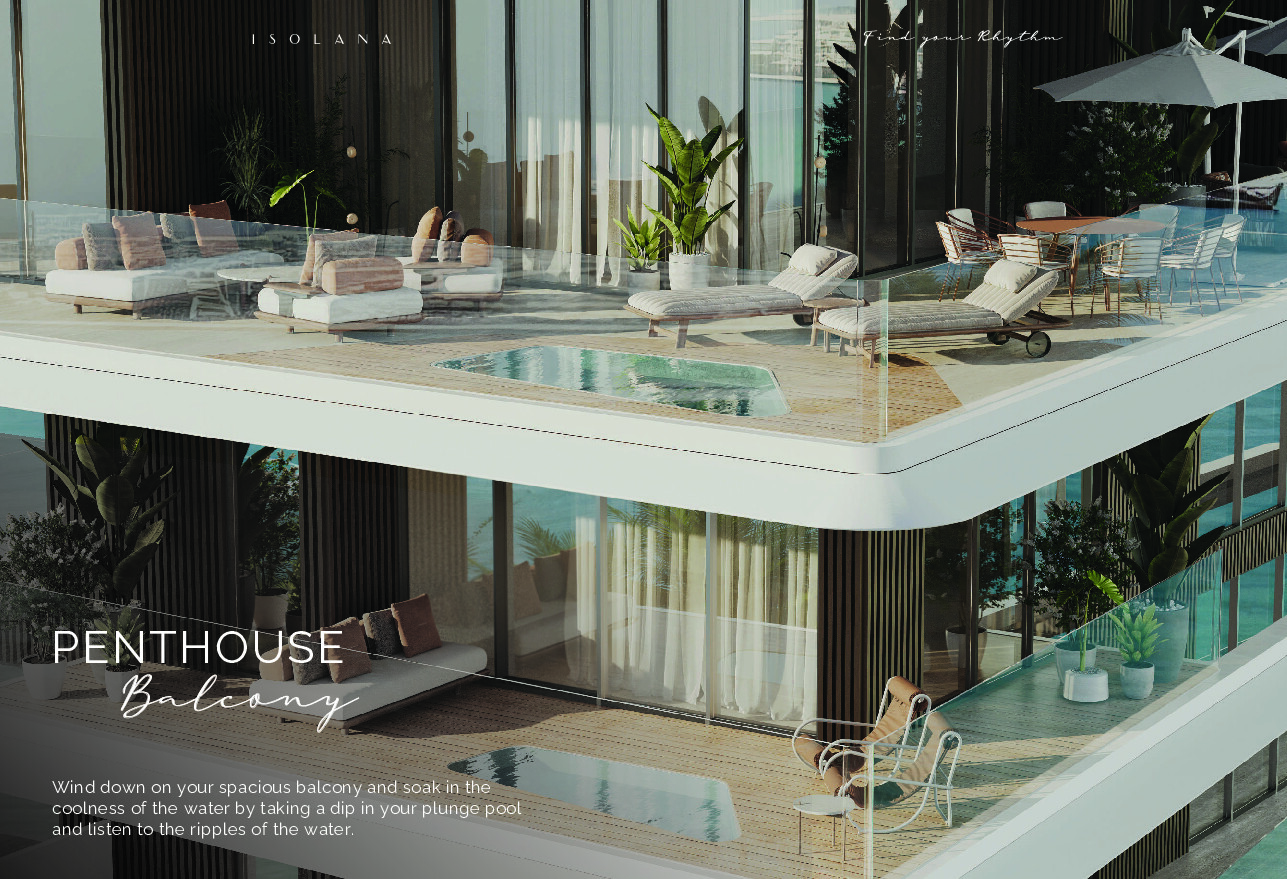 ISOLANA
Find your Rhythm
PENTHOUSE
Balcony
Wind down on your spacious balcony and soak in the
coolness of the water by taking a dip in your plunge pool
and listen to the ripples of the water.